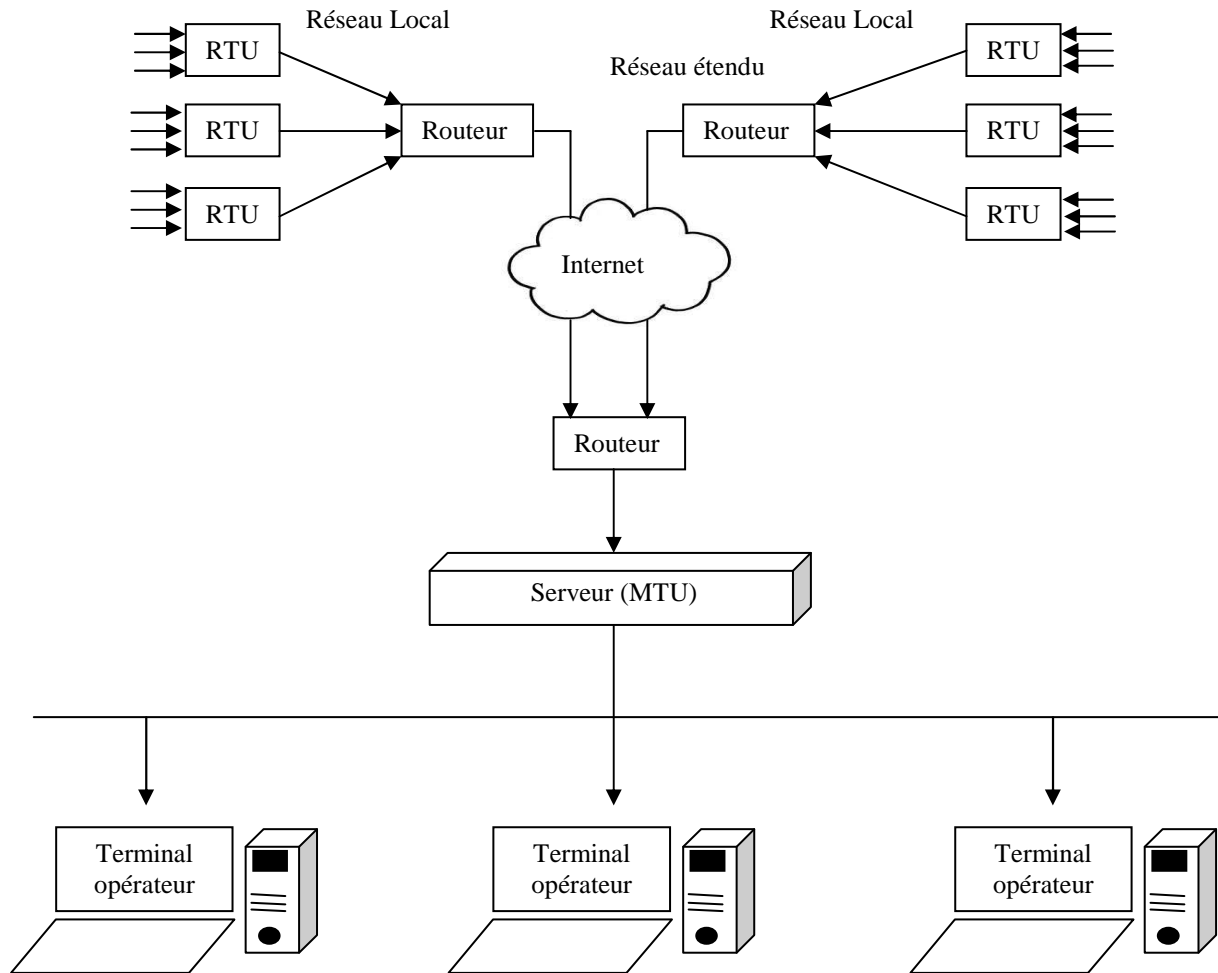 Réseau Local
Réseau Local
RTU
RTU
Réseau étendu
RTU
Routeur
Routeur
RTU
RTU
RTU
Internet
Routeur
Serveur (MTU)
Terminal
opérateur
Terminal
opérateur
Terminal
opérateur